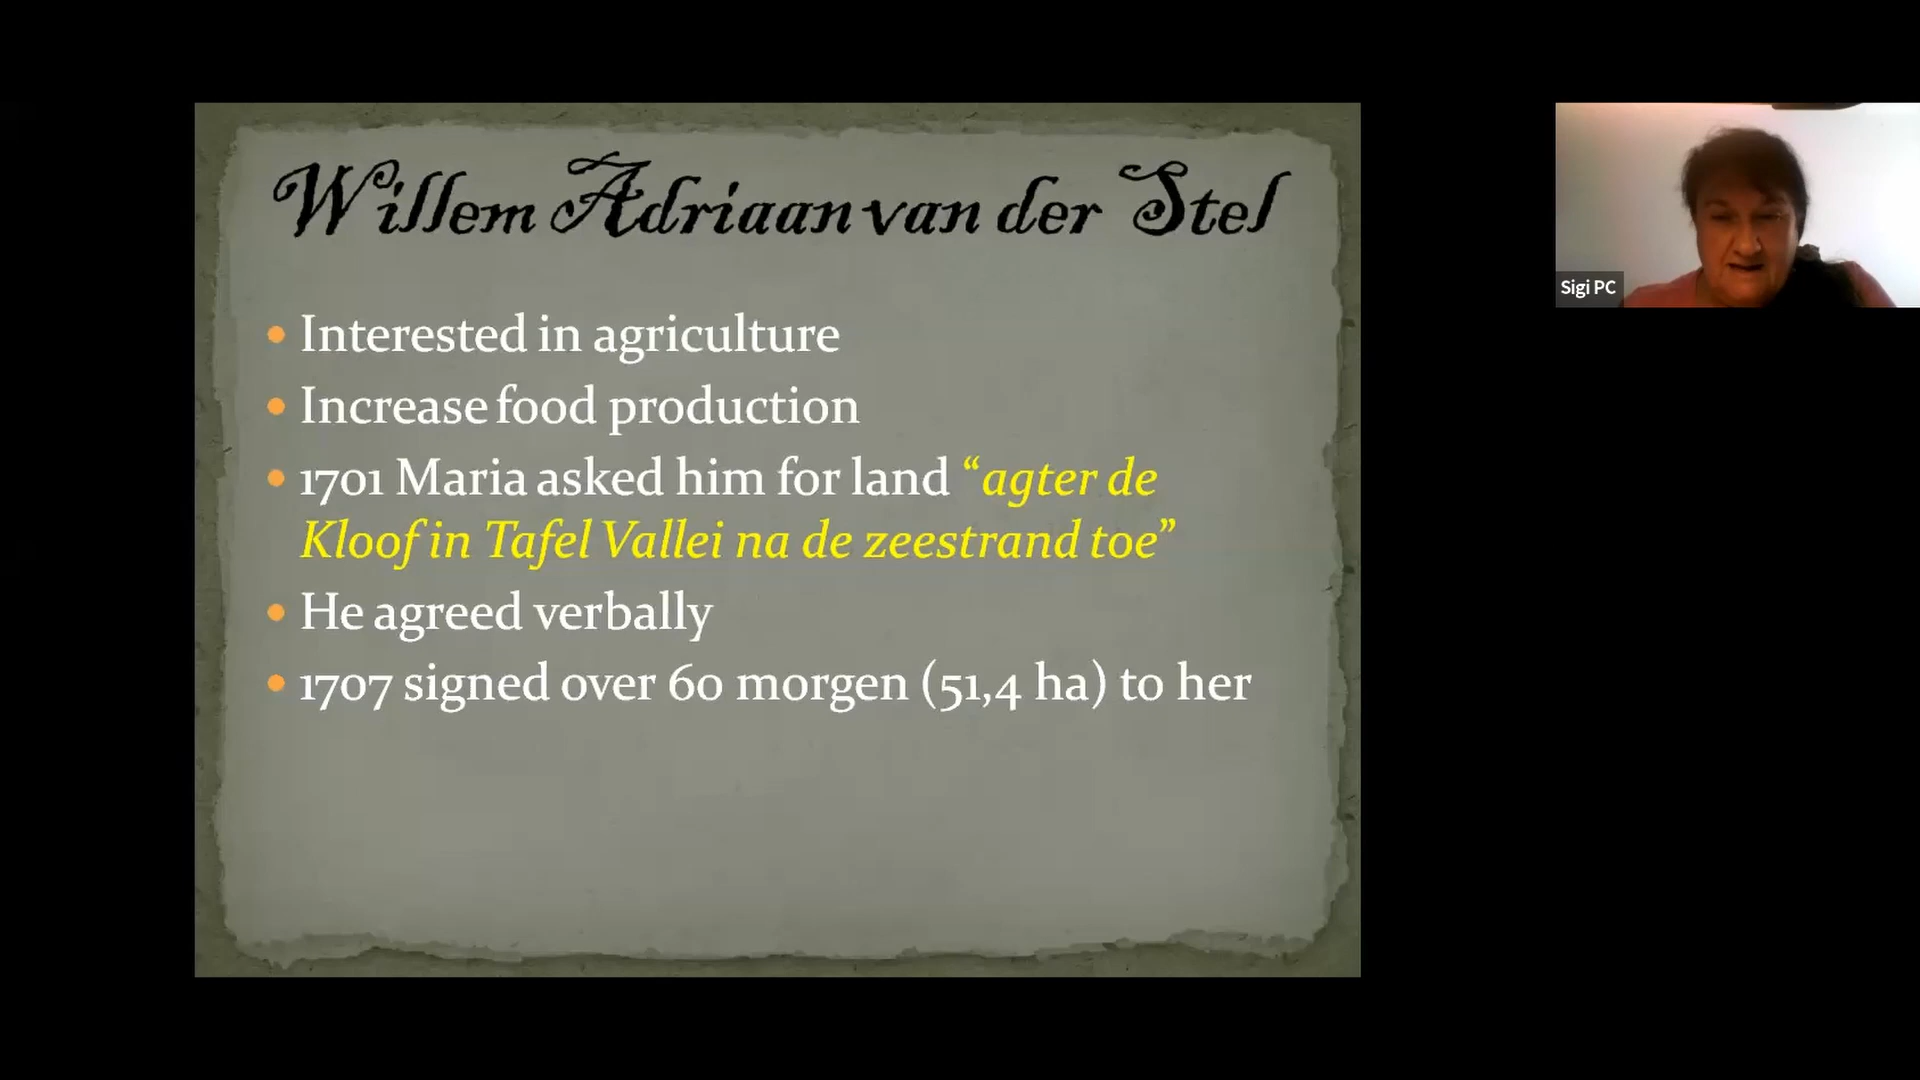 Willem Adriaan van der Stel
Sigi PC
• Interested in agriculture
• Increase food production
• 1701 Maria asked him for land “agter de
Kloof in Tafel Vallei na de zeestrand toe”
• He agreed verbally
• 1707 signed over 60 morgen (51,4 ha) to her